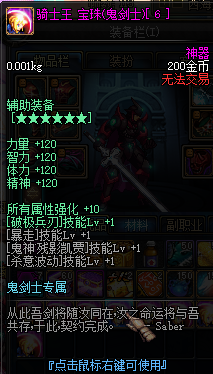 骑士王 宝珠(鬼剑士)[ 6 ]
装备栏(I)
神器
0.001kg
200金币
无法交易
辅助装备
[★★★★★★]
力量 +120
智力 +120
体力 +120
精神 +120
所有属性强化 +10
[破极兵刃]技能Lv +1
[暴走]技能Lv +1
[鬼神残影凯贾]技能Lv +1
[杀意波动]技能Lv +1
鬼剑士专属
从此吾剑将随汝同在,汝之命运将与吾
共存,于此契约完成。 — Saber
『点击鼠标右键可使用』